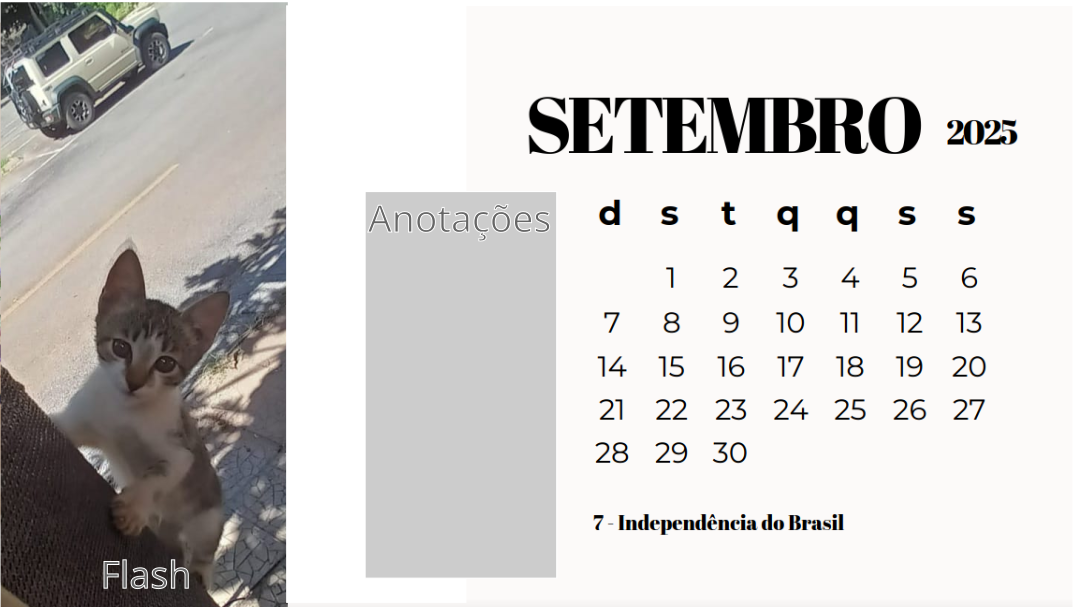 SETEMBRO 2025
Anotações
d s t q q s s
1 2 3 4 5 6
7 8 9 10 11 12 13
14 15 16 17 18 19 20
21 22 23 24 25 26 27
28 29 30
7 - Independência do Brasil
Flash